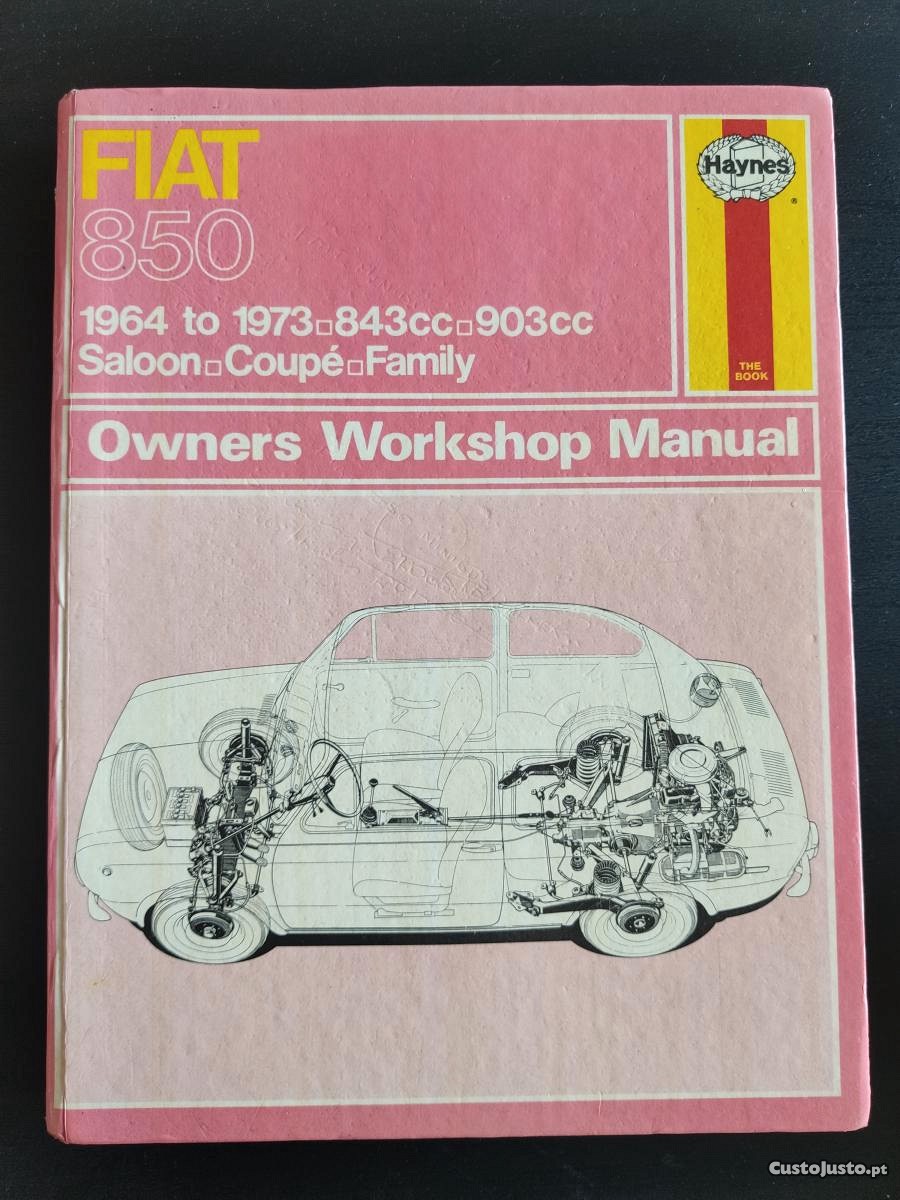 FIAT
850
1964 to 1973▫843cc▫903cc
Saloon▫Coupé▫Family
Haynes
®
THE
BOOK
Owners Workshop Manual
CustoJusto.pt